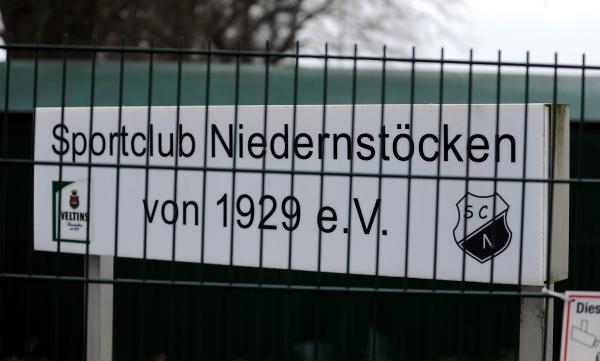 Sportclub Niedernstöcken
von 1929 e.V.
VELTINS
SC
N
Dies